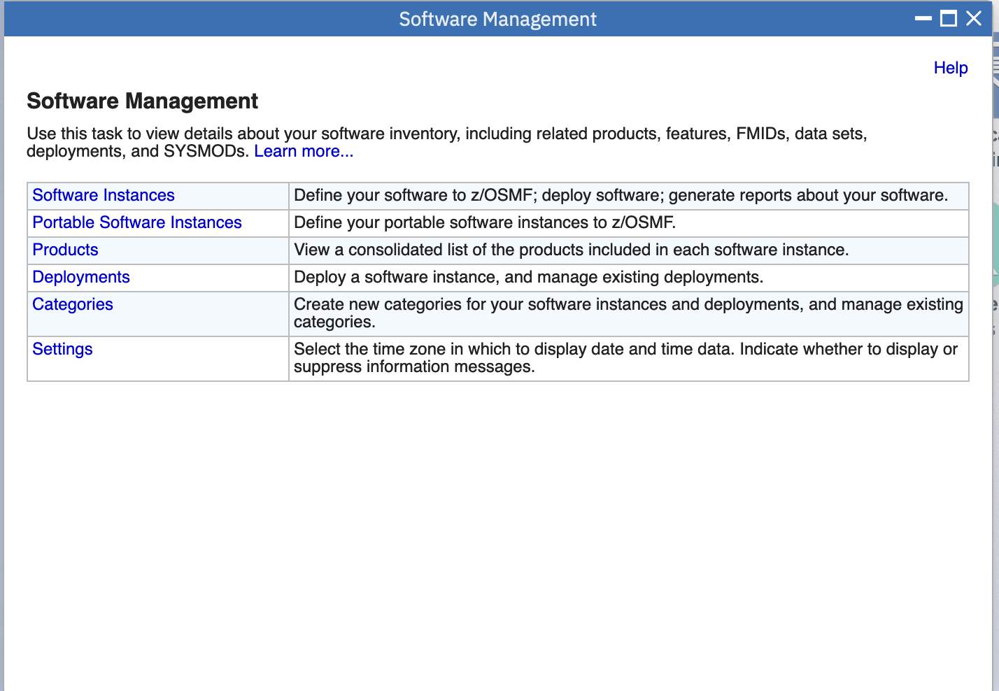 Software Management
Help
Software Management
Use this task to view details about your software inventory, including related products, features, FMIDs, data sets,
deployments, and SYSMODs. Learn more...
Software Instances Define your software to z/OSMF; deploy software; generate reports about your software.
Portable Software Instances Define your portable software instances to z/OSMF.
Products View a consolidated list of the products included in each software instance.
Deployments Deploy a software instance, and manage existing deployments.
Categories Create new categories for your software instances and deployments, and manage existing
categories.
Settings Select the time zone in which to display date and time data. Indicate whether to display or
suppress information messages.